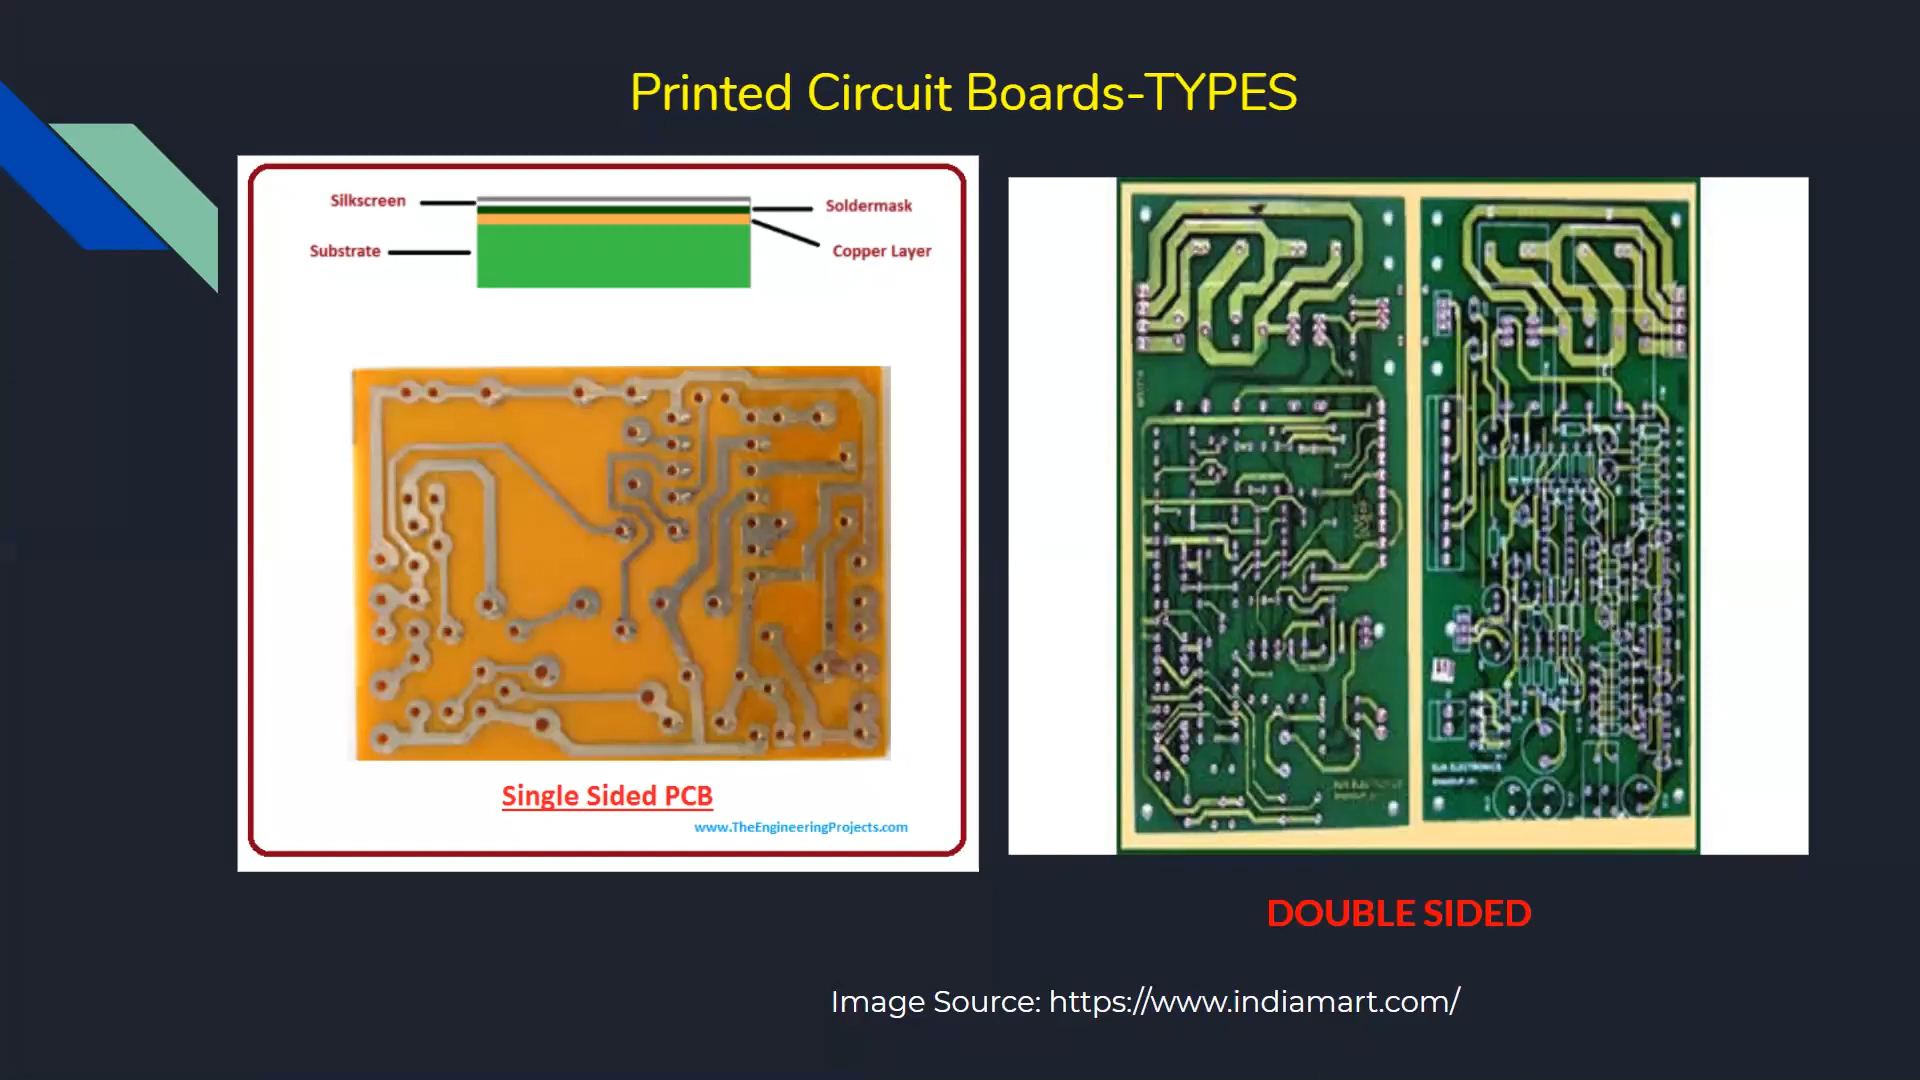 Printed Circuit Boards-TYPES
Silkscreen
Soldermask
Substrate
Copper Layer
Single Sided PCB
www.TheEngineeringProjects.com
DOUBLE SIDED
Image Source: https://www.indiamart.com/